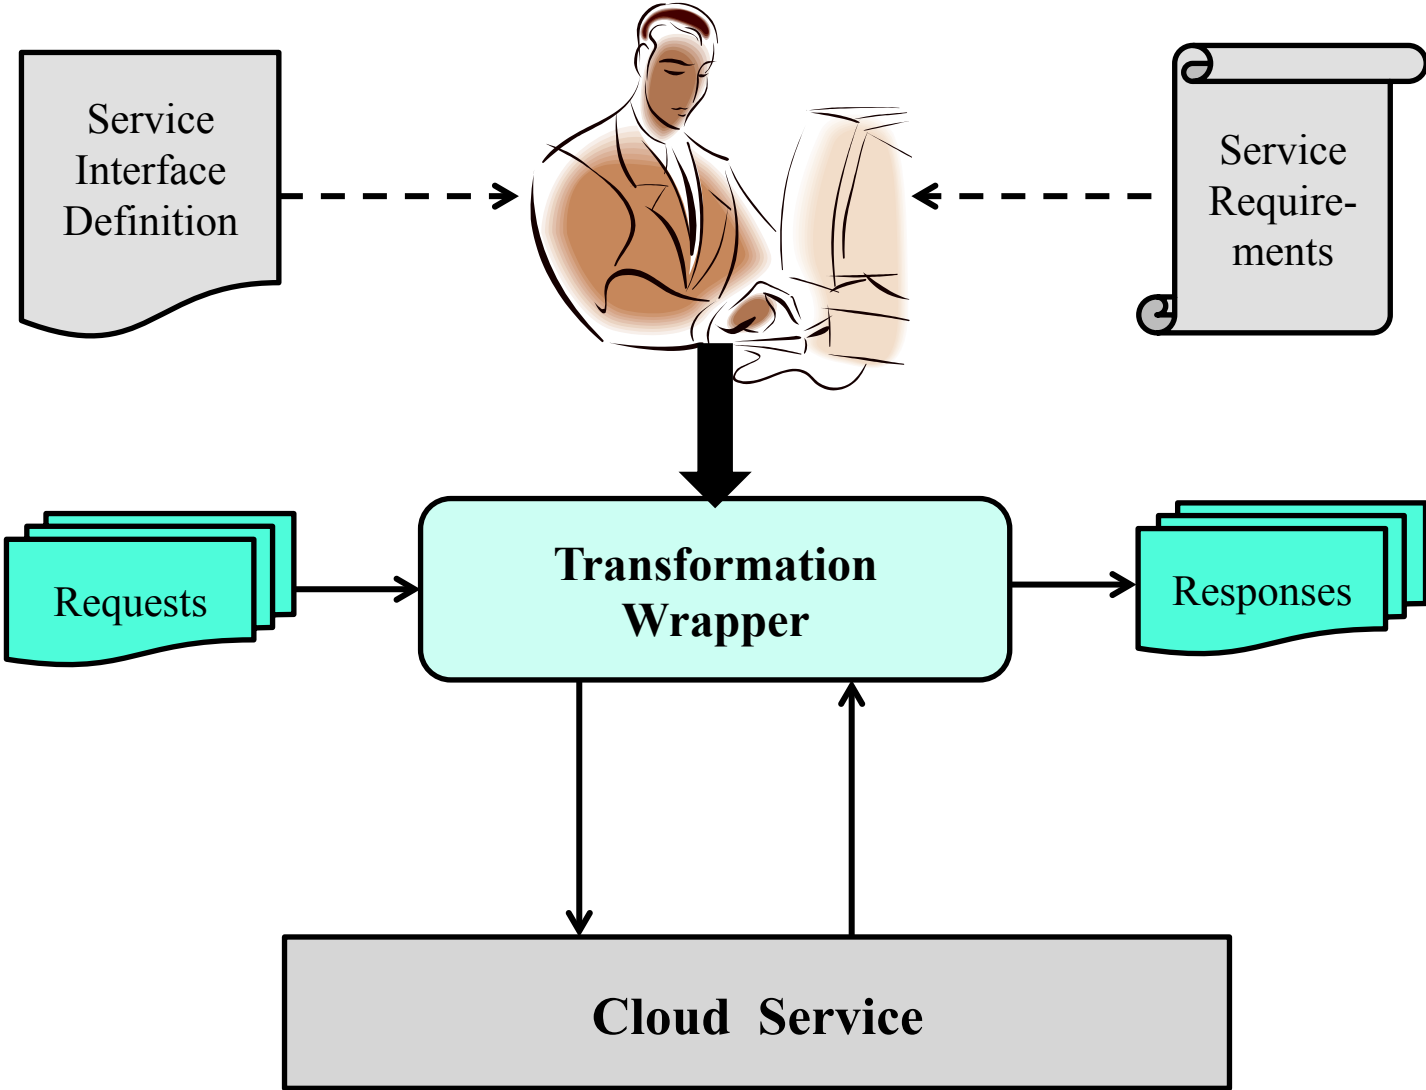 Service
Interface
Definition
Service
Require-
ments
Requests
Transformation
Wrapper
Responses
Cloud Service